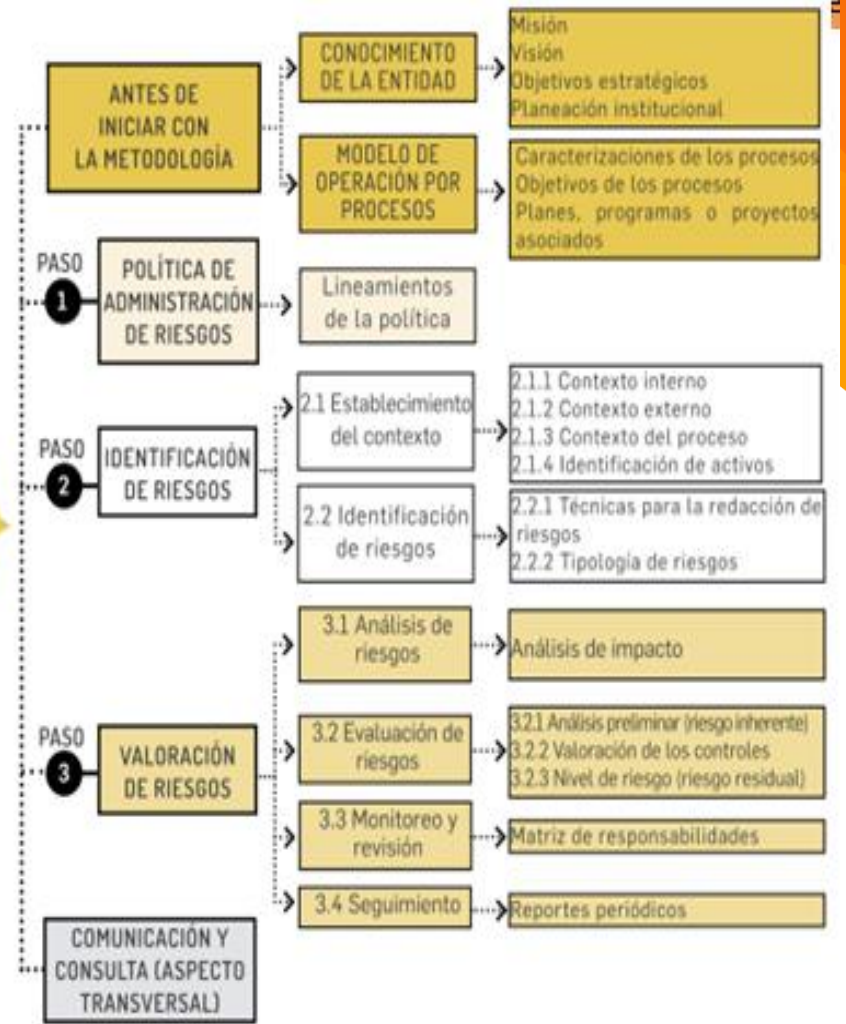 ANTES DE
INICIAR CON
LA METODOLOGÍA
CONOCIMIENTO
DE LA ENTIDAD
Misión
Visión
Objetivos estratégicos
Planeación institucional
MODELO DE
OPERACIÓN POR
PROCESOS
Caracterizaciones de los procesos
Objetivos de los procesos
Planes, programas o proyectos
asociados
PASO
1
POLÍTICA DE
ADMINISTRACIÓN
DE RIESGOS
Lineamientos
de la política
PASO
2
IDENTIFICACIÓN
DE RIESGOS
2.1 Establecimiento
del contexto
2.1.1 Contexto interno
2.1.2 Contexto externo
2.1.3 Contexto del proceso
2.1.4 Identificación de activos
2.2 Identificación
de riesgos
2.2.1 Técnicas para la redacción de
riesgos
2.2.2 Tipología de riesgos
PASO
3
VALORACIÓN
DE RIESGOS
3.1 Análisis de
riesgos
Análisis de impacto
3.2 Evaluación de
riesgos
3.2.1 Análisis preliminar (riesgo inherente)
3.2.2 Valoración de los controles
3.2.3 Nivel de riesgo (riesgo residual)
3.3 Monitoreo y
revisión
Matriz de responsabilidades
3.4 Seguimiento
Reportes periódicos
COMUNICACIÓN Y
CONSULTA (ASPECTO
TRANSVERSAL)